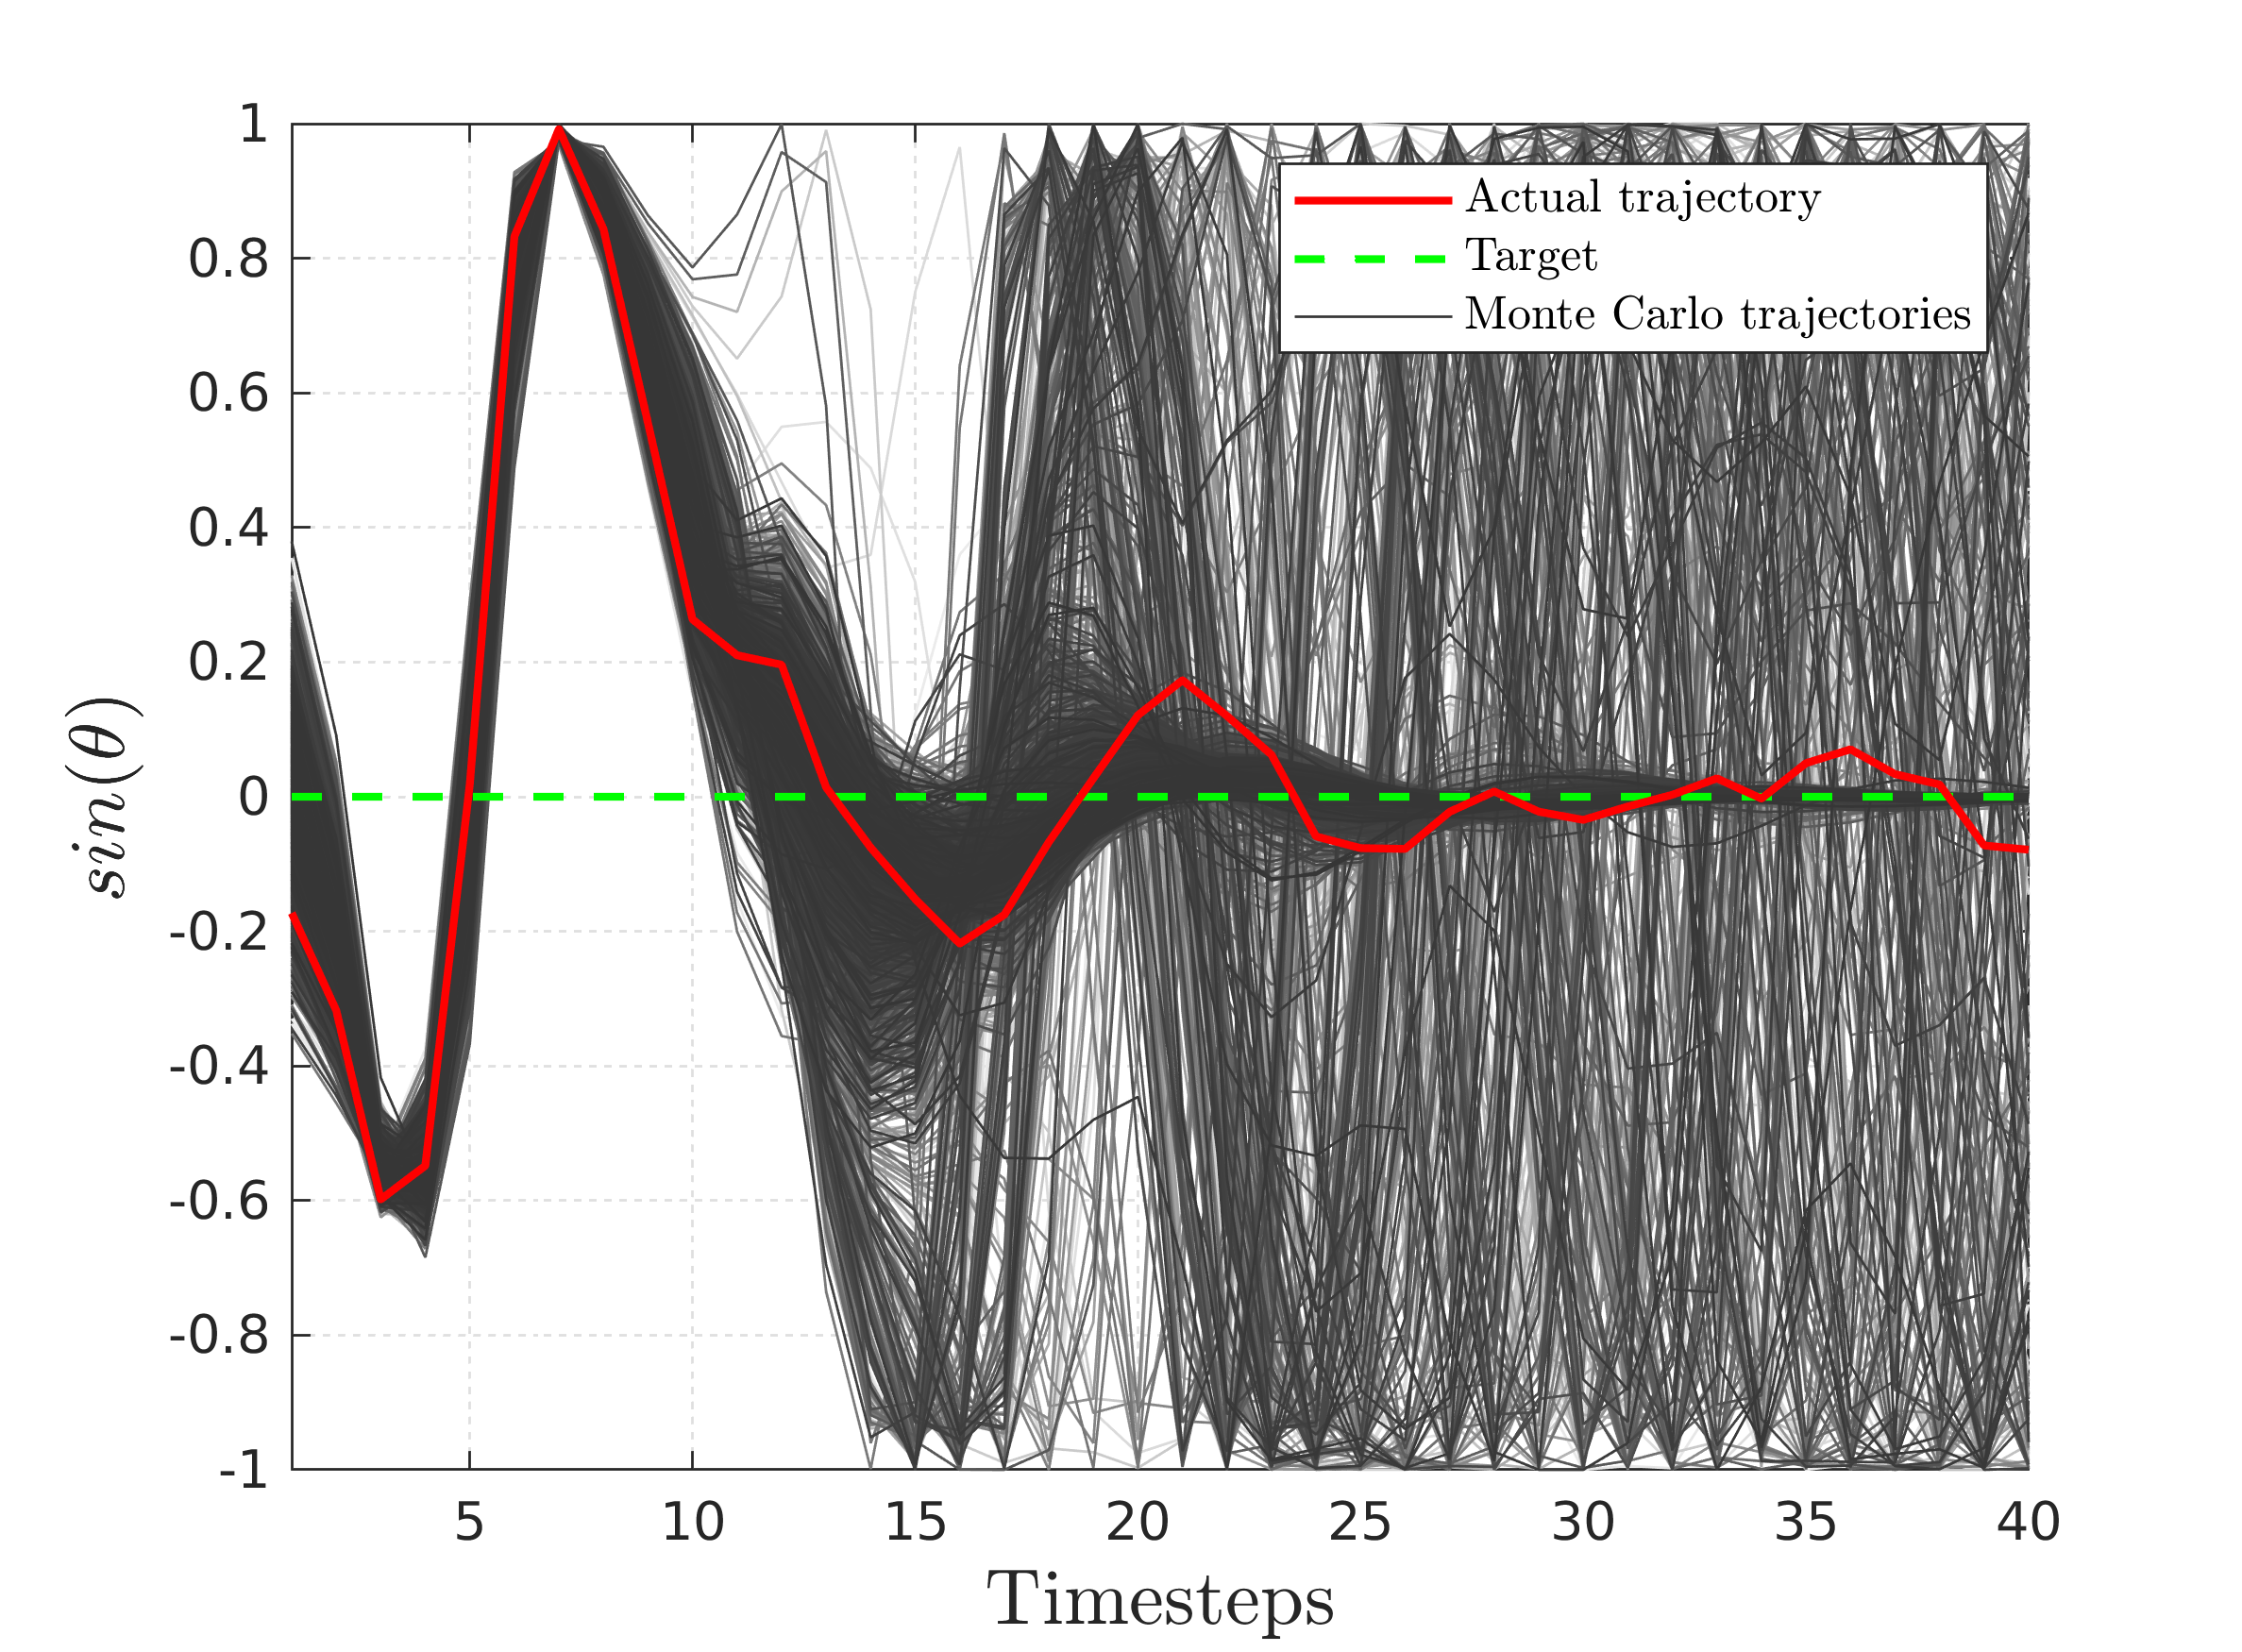 1
0.8
0.6
0.4
0.2
0
-0.2
-0.4
-0.6
-0.8
-1
sin(θ)
Actual trajectory
Target
Monte Carlo trajectories
5 10 15 20 25 30 35 40
Timesteps